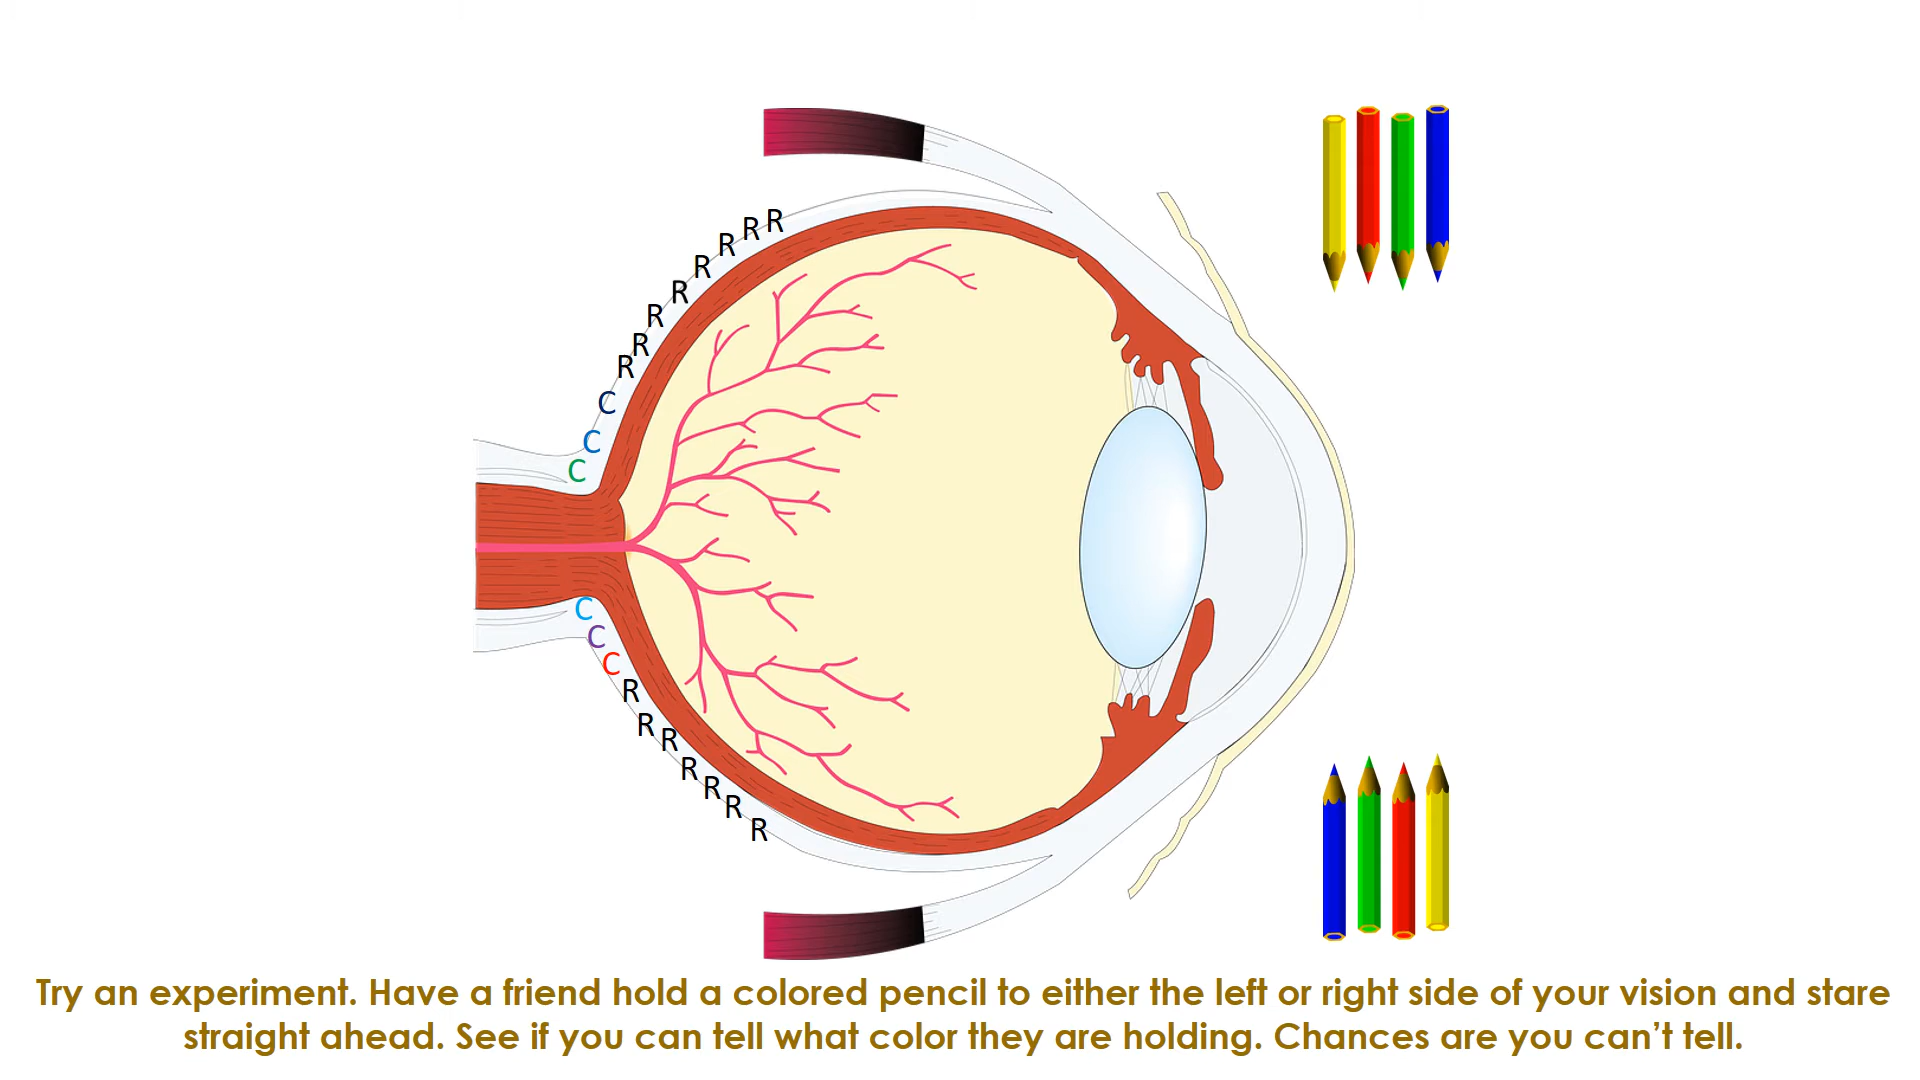 R
R
R
R
R
R
R
R
C
C
C
C
C
C
R
R
R
R
R
R
R
Try an experiment. Have a friend hold a colored pencil to either the left or right side of your vision and stare
straight ahead. See if you can tell what color they are holding. Chances are you can’t tell.